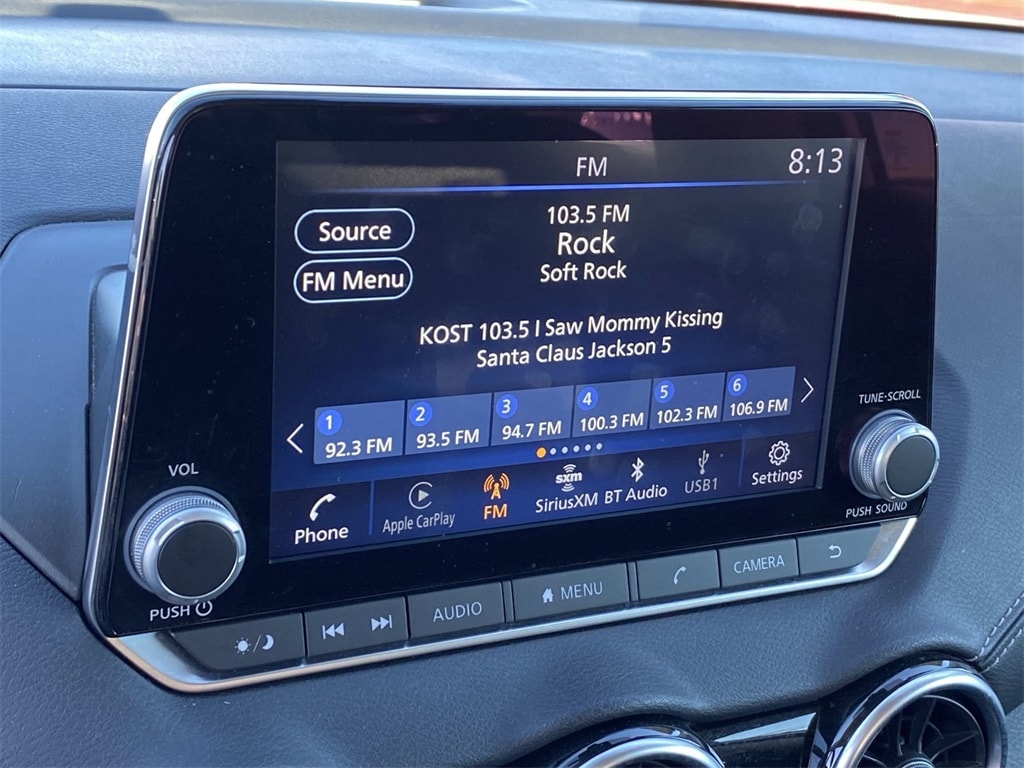 FM
8:13
Source
FM Menu
103.5 FM
Rock
Soft Rock
KOST 103.5 I Saw Mommy Kissing
Santa Claus Jackson 5
1
92.3 FM
2
93.5 FM
3
94.7 FM
4
100.3 FM
5
102.3 FM
6
106.9 FM
Phone
Apple CarPlay
FM
sxm
SiriusXM
BT Audio
USB1
Settings
VOL
PUSH
TUNE·SCROLL
PUSH SOUND
AUDIO
MENU
CAMERA